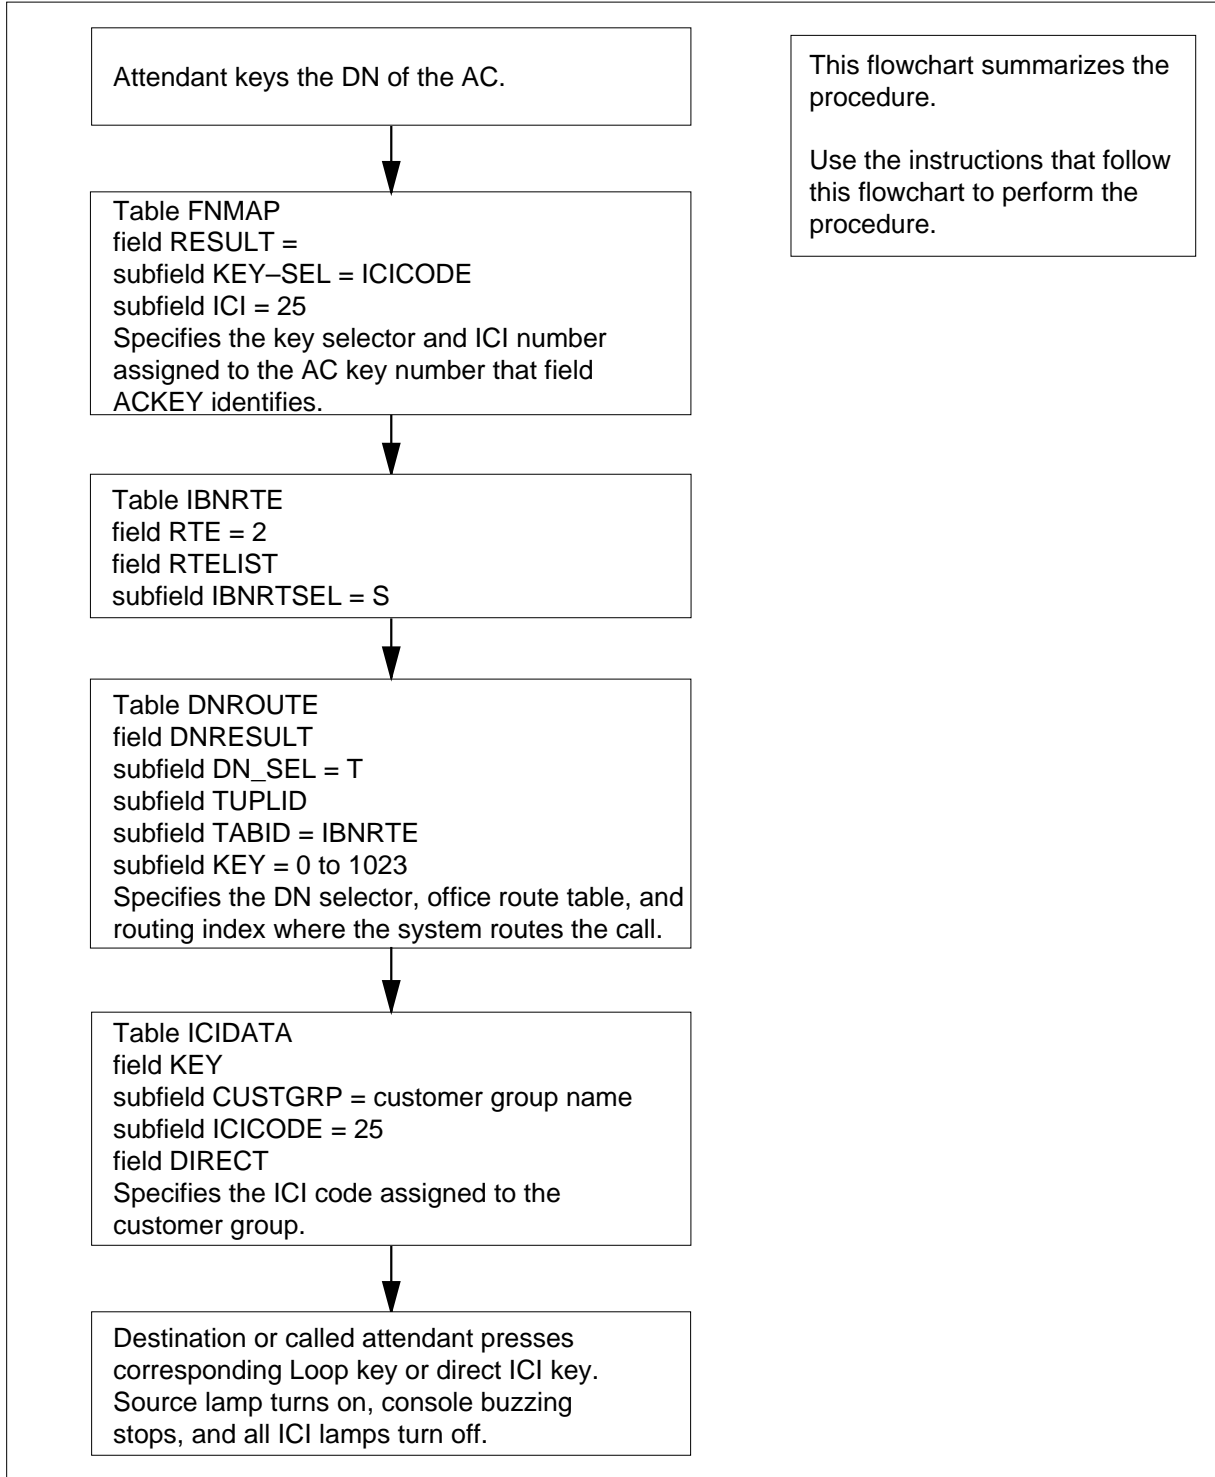 Attendant keys the DN of the AC.
This flowchart summarizes the
procedure.
Use the instructions that follow
this flowchart to perform the
procedure.
Table FNMAP
field RESULT =
subfield KEY–SEL = ICICODE
subfield ICI = 25
Specifies the key selector and ICI number
assigned to the AC key number that field
ACKEY identifies.
Table IBNRTE
field RTE = 2
field RTELIST
subfield IBNRTSEL = S
Table DNROUTE
field DNRESULT
subfield DN_SEL = T
subfield TUPLID
subfield TABID = IBNRTE
subfield KEY = 0 to 1023
Specifies the DN selector, office route table, and
routing index where the system routes the call.
Table ICIDATA
field KEY
subfield CUSTGRP = customer group name
subfield ICICODE = 25
field DIRECT
Specifies the ICI code assigned to the
customer group.
Destination or called attendant presses
corresponding Loop key or direct ICI key.
Source lamp turns on, console buzzing
stops, and all ICI lamps turn off.